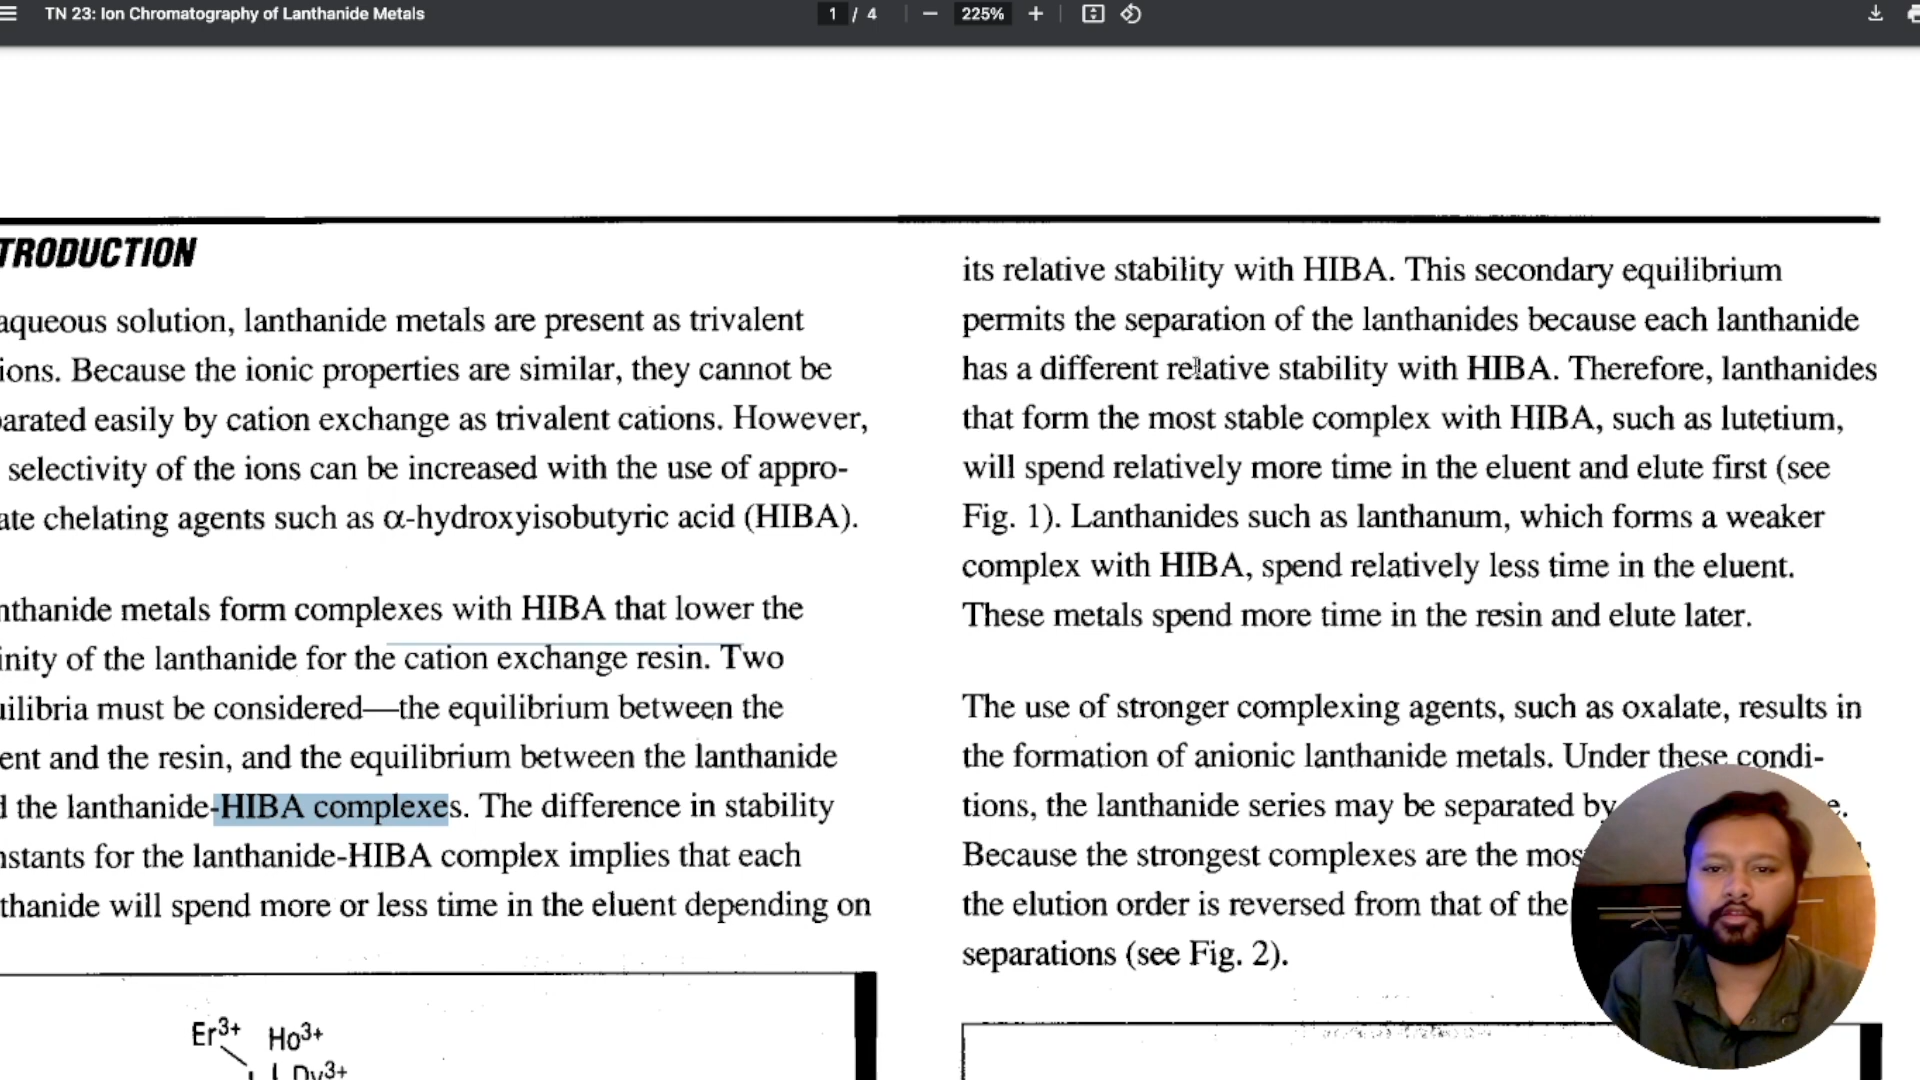 TN 23: Ion Chromatography of Lanthanide Metals
1 / 4
225%
TRODUCTION
aqueous solution, lanthanide metals are present as trivalent
ions. Because the ionic properties are similar, they cannot be
parated easily by cation exchange as trivalent cations. However,
selectivity of the ions can be increased with the use of appro-
ate chelating agents such as α-hydroxyisobutyric acid (HIBA).
nthanide metals form complexes with HIBA that lower the
inity of the lanthanide for the cation exchange resin. Two
uilibria must be considered—the equilibrium between the
ent and the resin, and the equilibrium between the lanthanide
d the lanthanide-HIBA complexes. The difference in stability
nstants for the lanthanide-HIBA complex implies that each
thanide will spend more or less time in the eluent depending on
Er3+ Ho3+
Dy3+
its relative stability with HIBA. This secondary equilibrium
permits the separation of the lanthanides because each lanthanide
has a different relative stability with HIBA. Therefore, lanthanides
that form the most stable complex with HIBA, such as lutetium,
will spend relatively more time in the eluent and elute first (see
Fig. 1). Lanthanides such as lanthanum, which forms a weaker
complex with HIBA, spend relatively less time in the eluent.
These metals spend more time in the resin and elute later.
The use of stronger complexing agents, such as oxalate, results in
the formation of anionic lanthanide metals. Under these condi-
tions, the lanthanide series may be separated by
Because the strongest complexes are the mos
the elution order is reversed from that of the
separations (see Fig. 2).